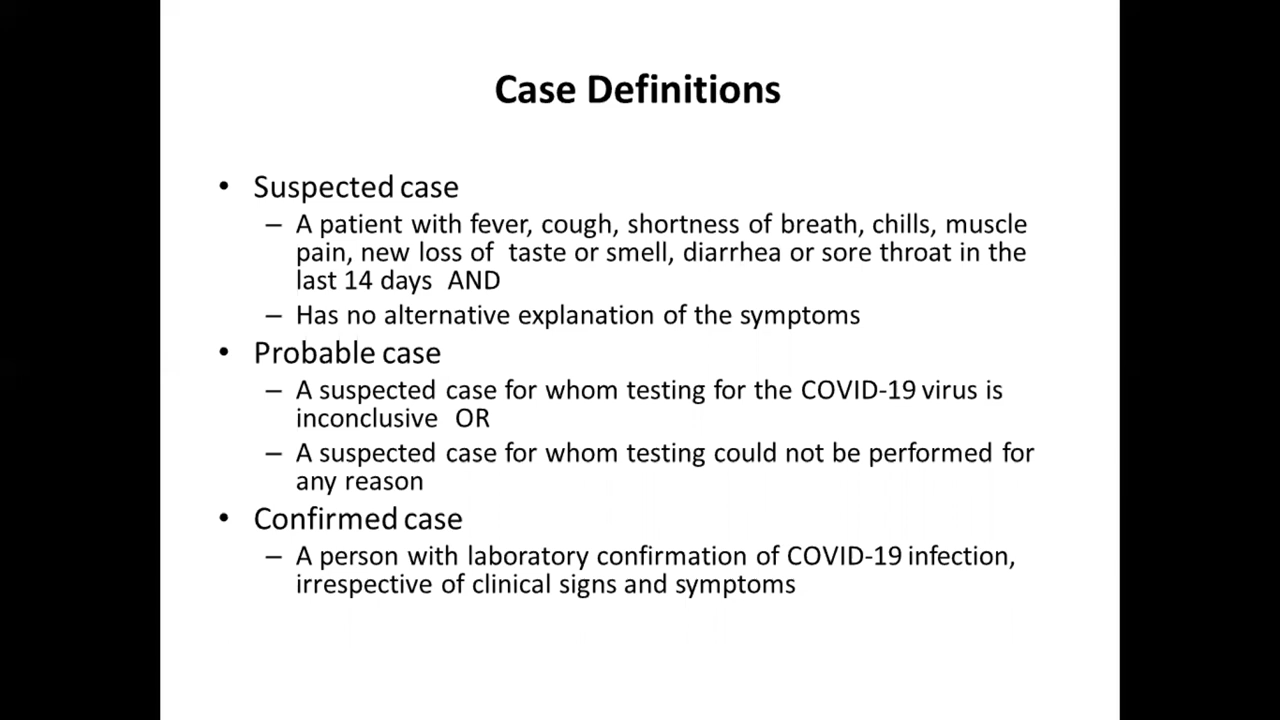 Case Definitions
• Suspected case
– A patient with fever, cough, shortness of breath, chills, muscle
pain, new loss of taste or smell, diarrhea or sore throat in the
last 14 days AND
– Has no alternative explanation of the symptoms
• Probable case
– A suspected case for whom testing for the COVID-19 virus is
inconclusive OR
– A suspected case for whom testing could not be performed for
any reason
• Confirmed case
– A person with laboratory confirmation of COVID-19 infection,
irrespective of clinical signs and symptoms